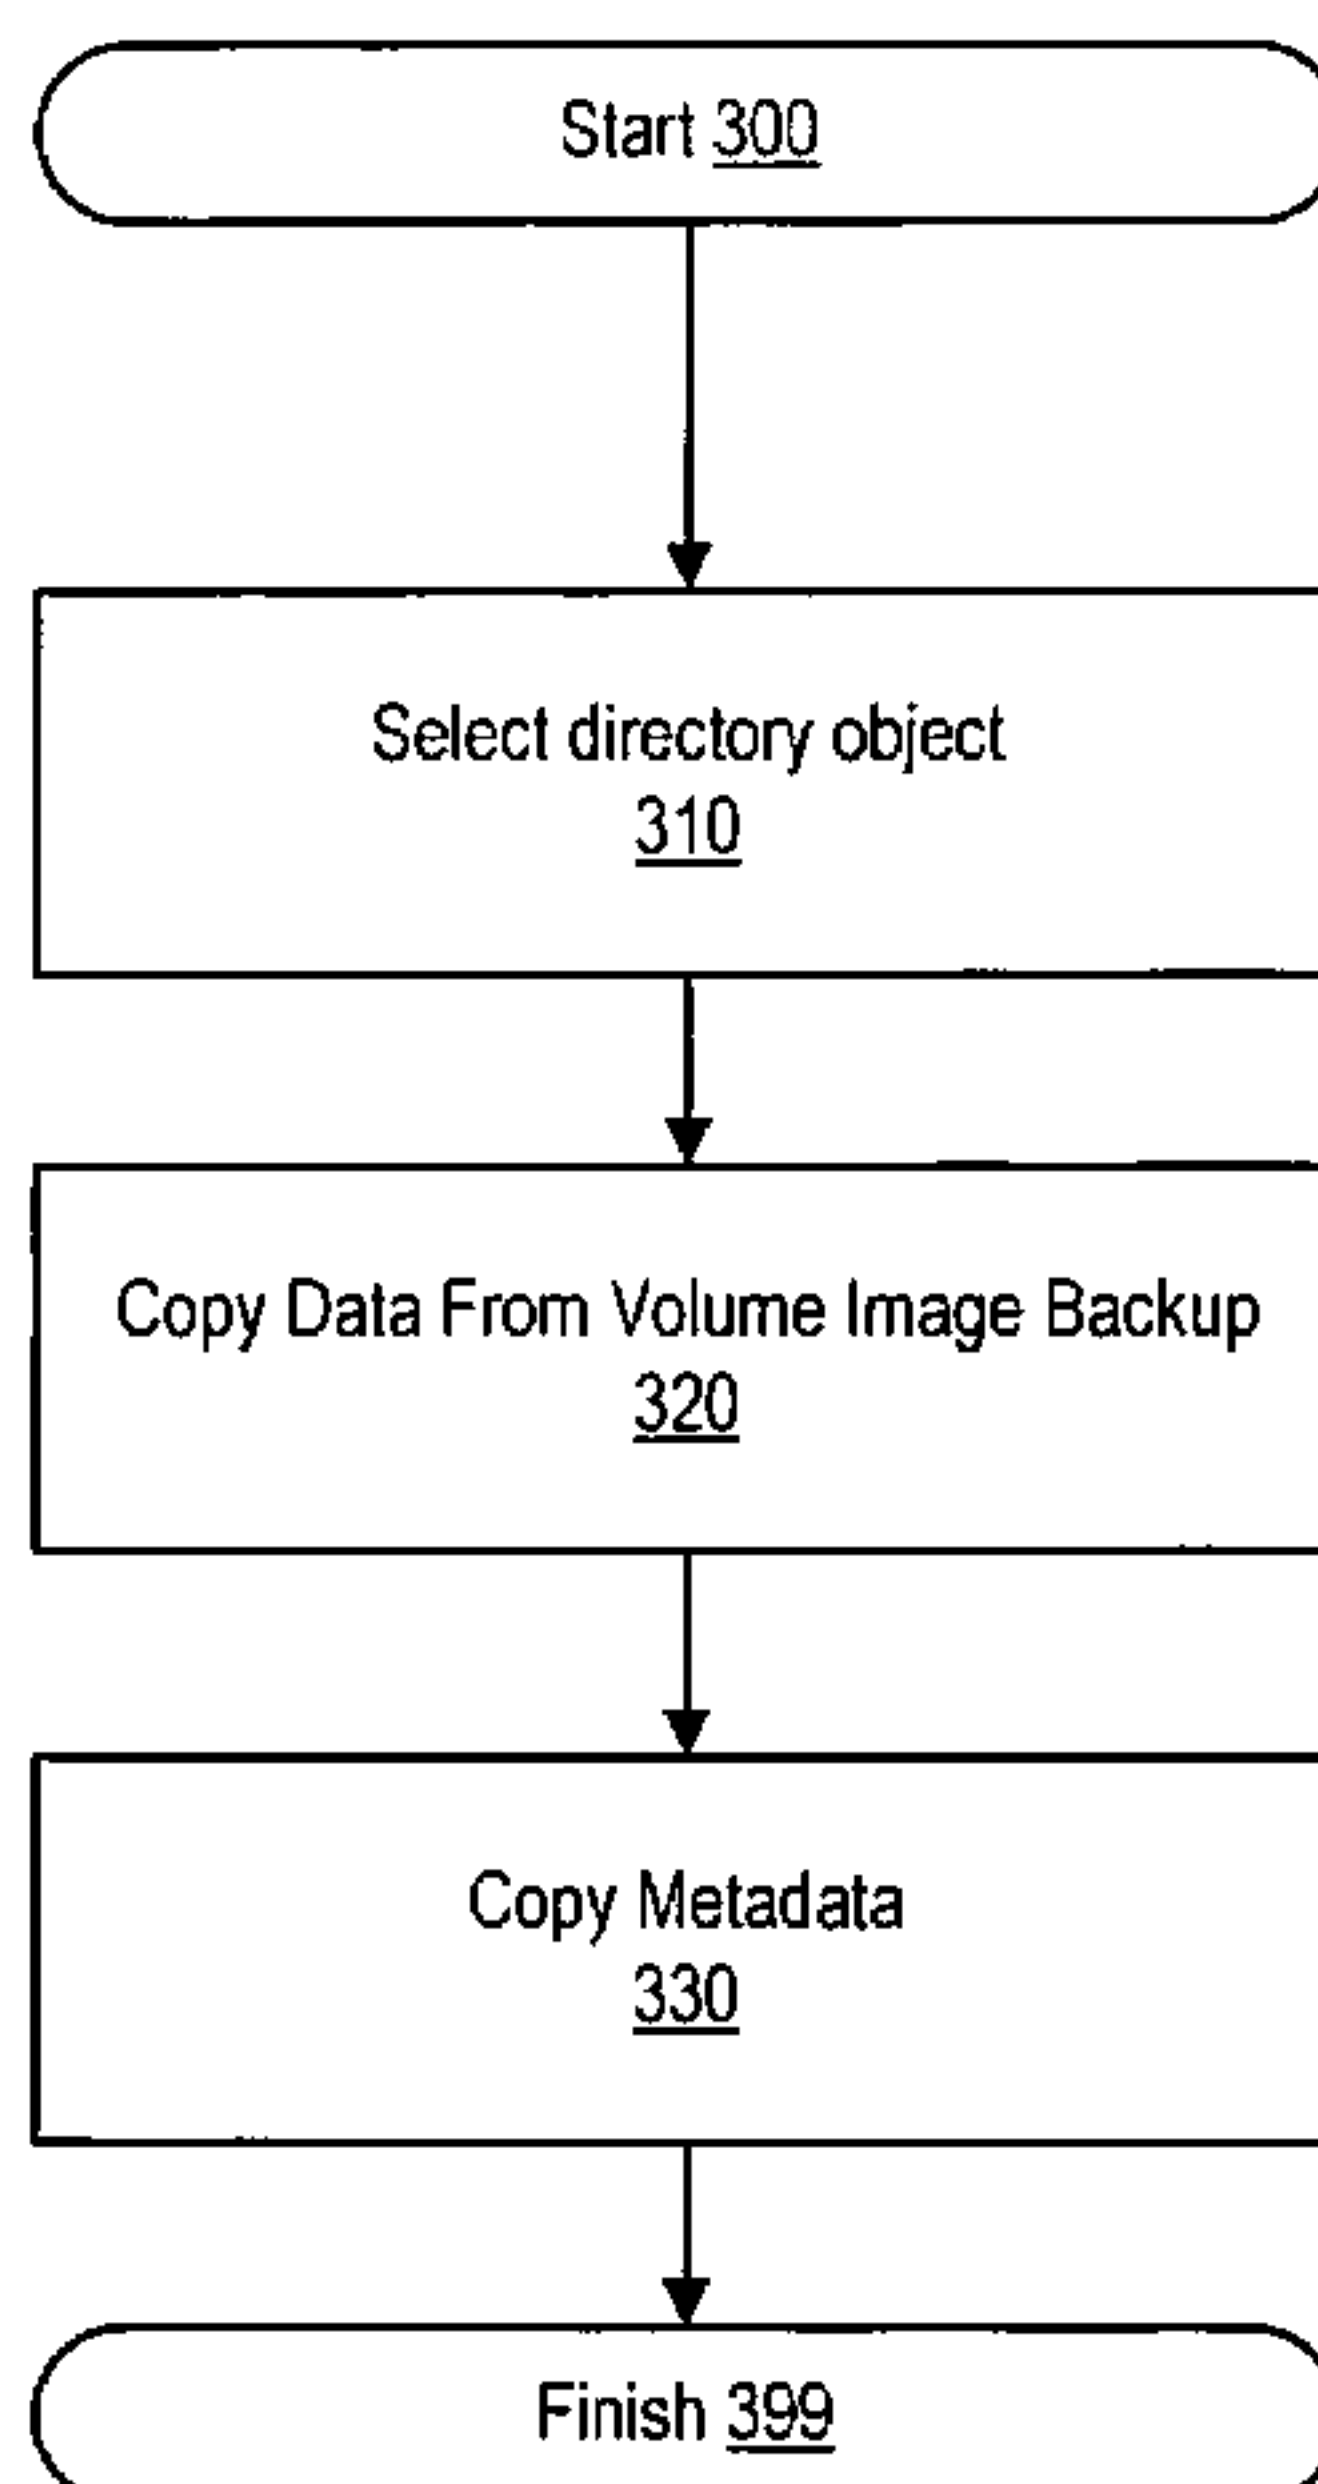 Start 300
Select directory object
310
Copy Data From Volume Image Backup
320
Copy Metadata
330
Finish 399